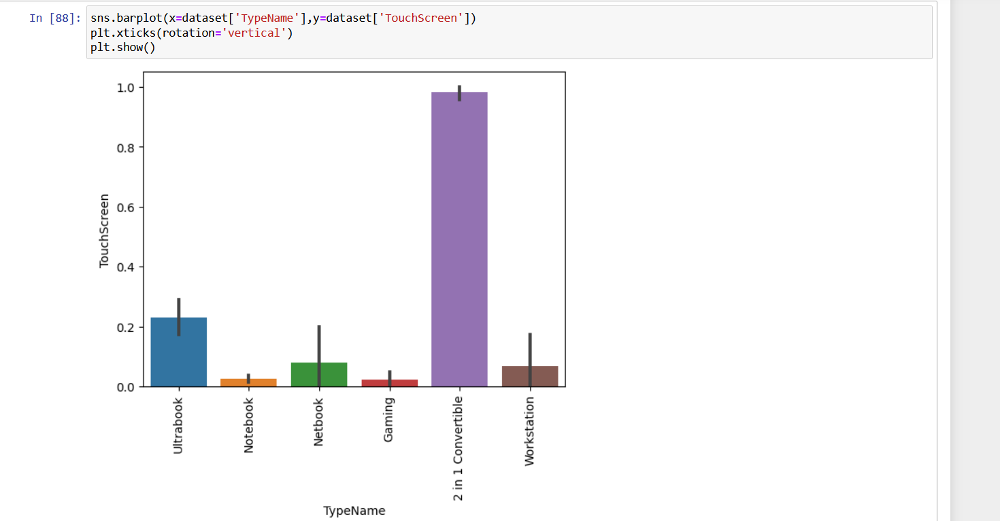 In [88]: sns.barplot(x=dataset['TypeName'],y=dataset['TouchScreen'])
plt.xticks(rotation='vertical')
plt.show()
1.0
0.8
0.6
0.4
0.2
0.0
TouchScreen
Ultrabook
Notebook
Netbook
Gaming
2 in 1 Convertible
Workstation
TypeName